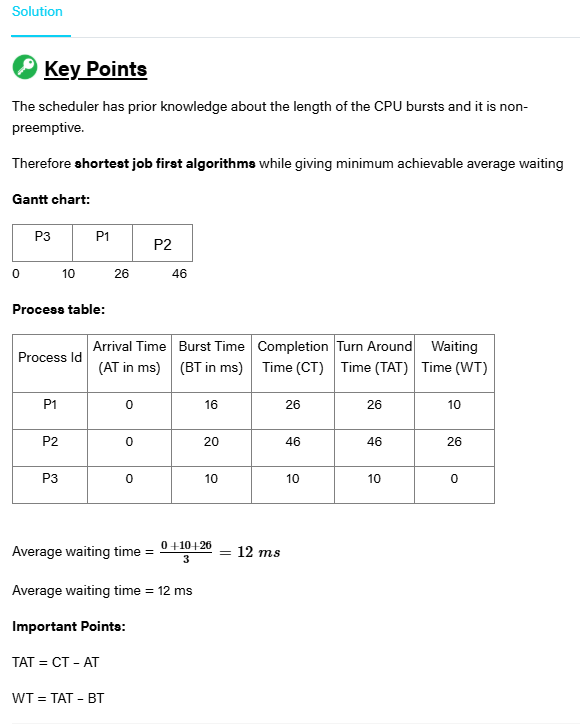 Solution
Key Points
The scheduler has prior knowledge about the length of the CPU bursts and it is non-
preemptive.
Therefore shortest job first algorithms while giving minimum achievable average waiting
Gantt chart:
P3 P1 P2
0 10 26 46
Process table:
Process Id Arrival Time (AT in ms) Burst Time (BT in ms) Completion Time (CT) Turn Around Time (TAT) Waiting Time (WT)
P1 0 16 26 26 10
P2 0 20 46 46 26
P3 0 10 10 10 0
Average waiting time = 0 +10+26 / 3 = 12 ms
Average waiting time = 12 ms
Important Points:
TAT = CT – AT
WT = TAT – BT